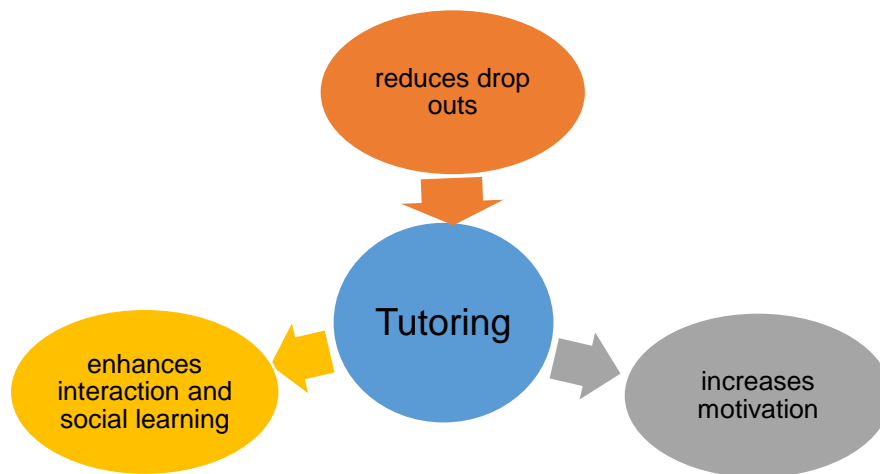 reduces drop
outs
Tutoring
enhances
interaction and
social learning
increases
motivation